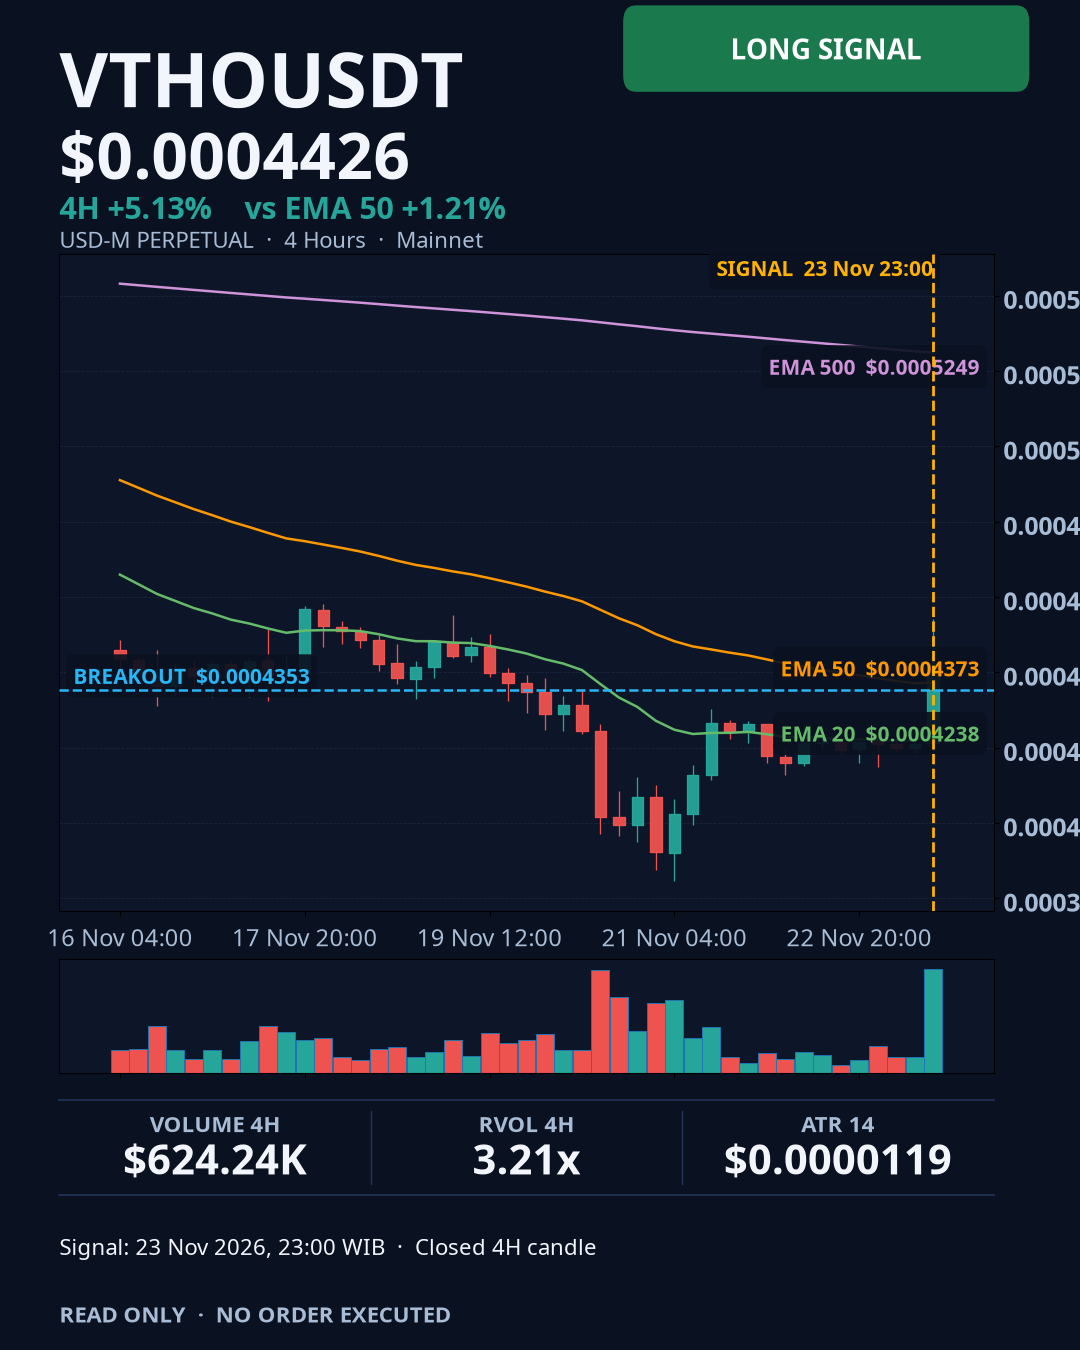 LONG SIGNAL
VTHOUSDT
$0.0004426
4H +5.13% vs EMA 50 +1.21%
USD-M PERPETUAL · 4 Hours · Mainnet
SIGNAL 23 Nov 23:00
0.0005
EMA 500 $0.0005249
0.0005
0.0005
0.0004
0.0004
EMA 50 $0.0004373
BREAKOUT $0.0004353
0.0004
EMA 20 $0.0004238
0.0004
0.0004
0.0003
16 Nov 04:00 17 Nov 20:00 19 Nov 12:00 21 Nov 04:00 22 Nov 20:00
VOLUME 4H RVOL 4H ATR 14
$624.24K 3.21x $0.0000119
Signal: 23 Nov 2026, 23:00 WIB · Closed 4H candle
READ ONLY · NO ORDER EXECUTED